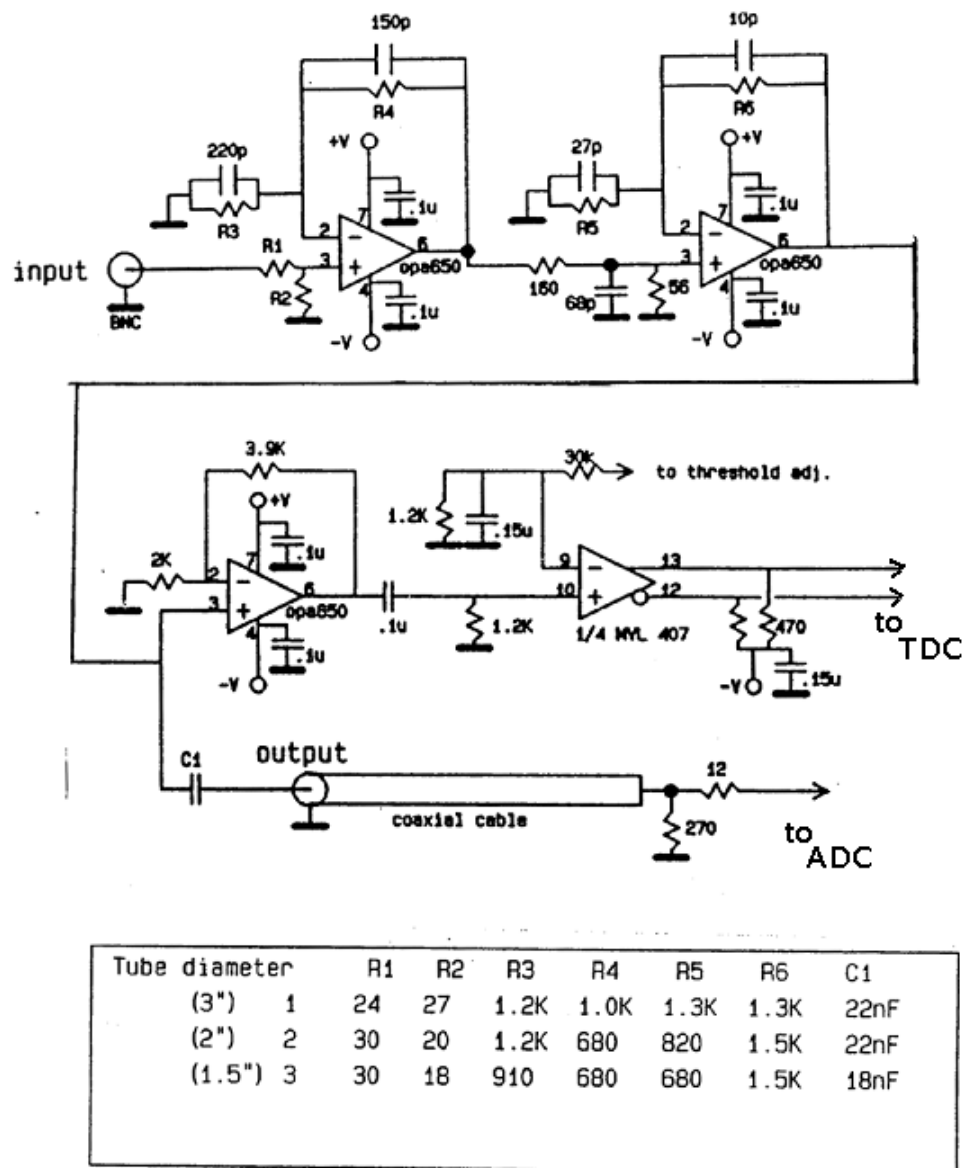 150p
10p
R4
R6
+V
+V
220p
27p
.1u
.1u
R3
R5
7
7
2
2
6
6
R1
3
opa650
3
opa650
input
R2
4
160
68p
56
4
.1u
.1u
BNC
-V
-V
3.9K
30k
to threshold adj.
+V
1.2K
.15u
.1u
2K
7
9
13
2
6
10
12
3
opa650
.1u
1.2K
1/4 MVL 407
470
to
TDC
4
.1u
-V
-V
.15u
C1
output
12
coaxial cable
270
to
ADC
Tube diameter R1 R2 R3 R4 R5 R6 C1
(3") 1 24 27 1.2K 1.0K 1.3K 1.3K 22nF
(2") 2 30 20 1.2K 680 820 1.5K 22nF
(1.5") 3 30 18 910 680 680 1.5K 18nF